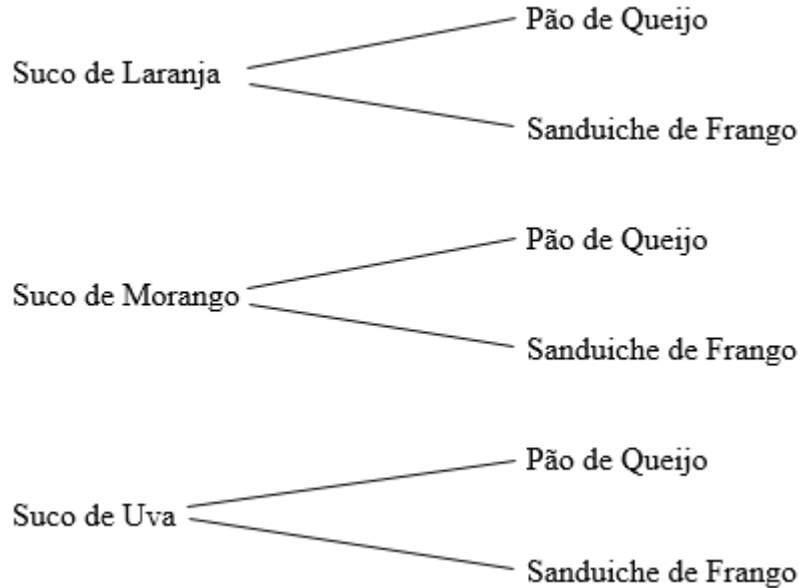 Pão de Queijo
Suco de Laranja
Sanduiche de Frango
Pão de Queijo
Suco de Morango
Sanduiche de Frango
Pão de Queijo
Suco de Uva
Sanduiche de Frango